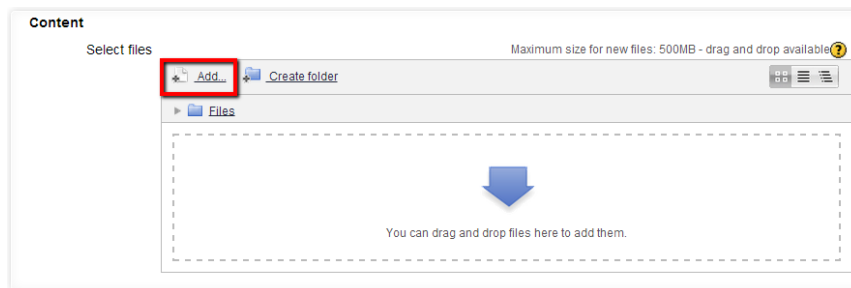 Content
Select files
Maximum size for new files: 500MB - drag and drop available
Add... Create folder
Files
You can drag and drop files here to add them.